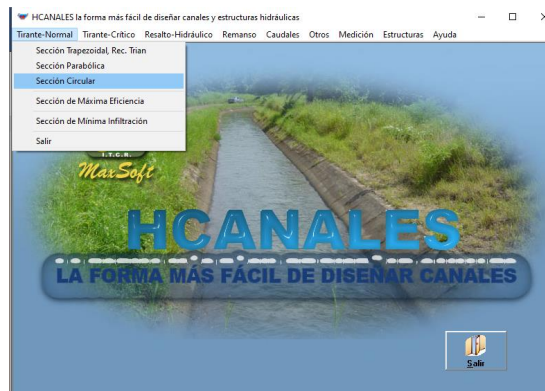 HCANALES la forma más fácil de diseñar canales y estructuras hidráulicas
Tirante-Normal Tirante-Crítico Resalto-Hidráulico Remanso Caudales Otros Medición Estructuras Ayuda
Sección Trapezoidal, Rec. Trian
Sección Parabólica
Sección Circular
Sección de Máxima Eficiencia
Sección de Mínima Infiltración
Salir
I.T.C.R.
MaxSoft
HCANALES
LA FORMA MÁS FÁCIL DE DISEÑAR CANALES
Salir